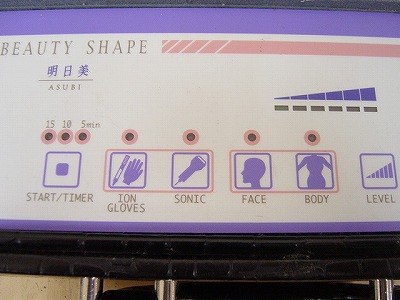 BEAUTY SHAPE
明日美
ASUBI
15 10 5min
START/TIMER
ION GLOVES
SONIC
FACE
BODY
LEVEL